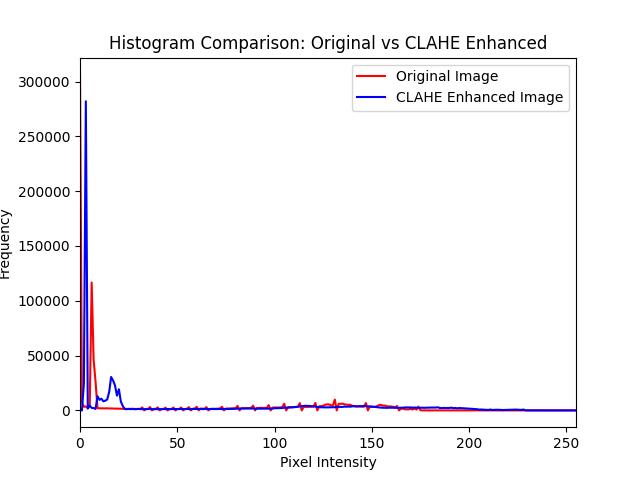 Histogram Comparison: Original vs CLAHE Enhanced
Original Image
CLAHE Enhanced Image
300000
250000
200000
150000
100000
50000
0
Frequency
0 50 100 150 200 250
Pixel Intensity